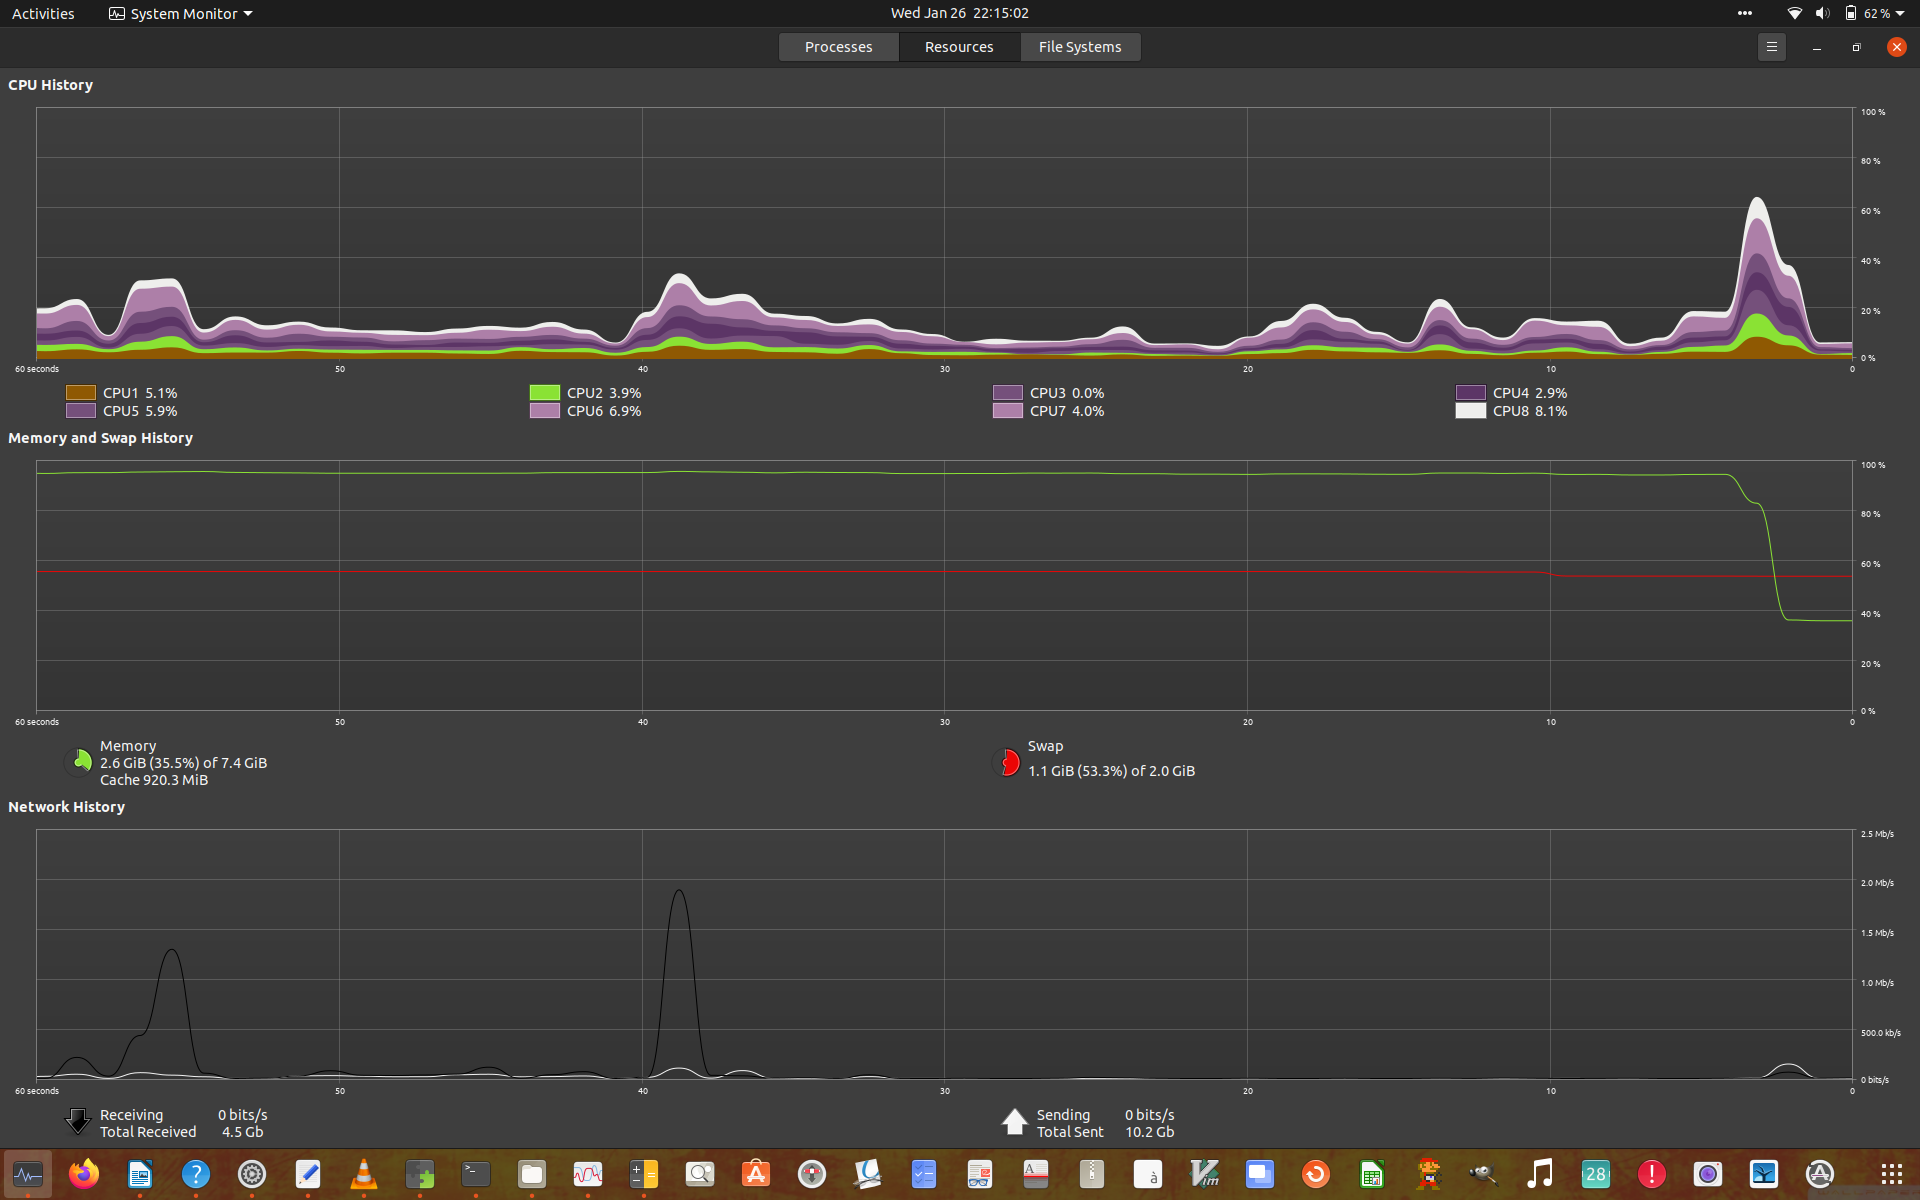 Activities System Monitor Wed Jan 26 22:15:02 62 %
Processes Resources File Systems
CPU History
100 %
80 %
60 %
40 %
20 %
0 %
60 seconds 50 40 30 20 10 0
CPU1 5.1% CPU2 3.9% CPU3 0.0% CPU4 2.9%
CPU5 5.9% CPU6 6.9% CPU7 4.0% CPU8 8.1%
Memory and Swap History
100 %
80 %
60 %
40 %
20 %
0 %
60 seconds 50 40 30 20 10 0
Memory
2.6 GiB (35.5%) of 7.4 GiB
Cache 920.3 MiB
Swap
1.1 GiB (53.3%) of 2.0 GiB
Network History
2.5 Mb/s
2.0 Mb/s
1.5 Mb/s
1.0 Mb/s
500.0 kb/s
0 bits/s
60 seconds 50 40 30 20 10 0
Receiving 0 bits/s
Total Received 4.5 Gb
Sending 0 bits/s
Total Sent 10.2 Gb
? >_ A A à Vim 28 !